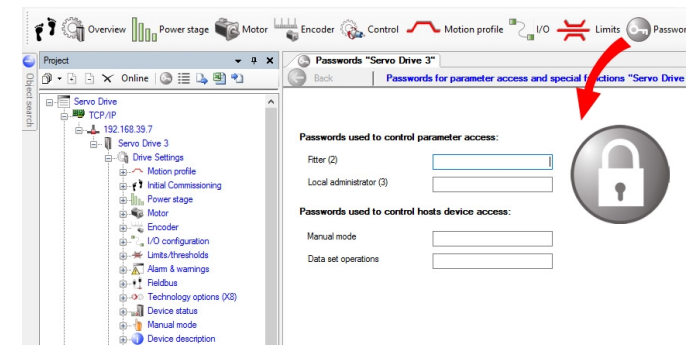 Overview Power stage Motor Encoder Control Motion profile I/O Limits Passwor
Object search
Project
Online
Servo Drive
TCP/IP
192.168.39.7
Servo Drive 3
Drive Settings
Motion profile
Initial Commissioning
Power stage
Motor
Encoder
I/O configuration
Limits/thresholds
Alarm & warnings
Fieldbus
Technology options (X8)
Device status
Manual mode
Device description
Passwords "Servo Drive 3"
Back Passwords for parameter access and special functions "Servo Drive
Passwords used to control parameter access:
Fitter (2)
Local administrator (3)
Passwords used to control hosts device access:
Manual mode
Data set operations